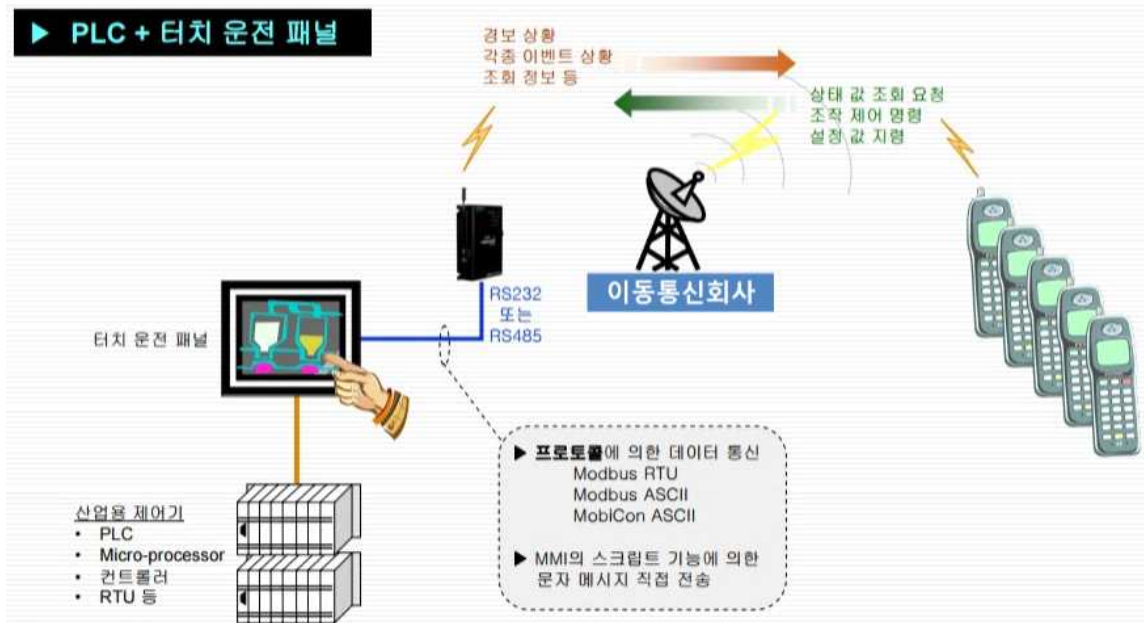 ▶ PLC + 터치 운전 패널
경보 상황
각종 이벤트 상황
조회 정보 등
상태 값 조회 요청
조작 제어 명령
설정 값 지령
이동통신회사
RS232
또는
RS485
터치 운전 패널
▶ 프로토콜에 의한 데이터 통신
Modbus RTU
Modbus ASCII
MobiCon ASCII
▶ MMI의 스크립트 기능에 의한
문자 메시지 직접 전송
산업용 제어기
• PLC
• Micro-processor
• 컨트롤러
• RTU 등